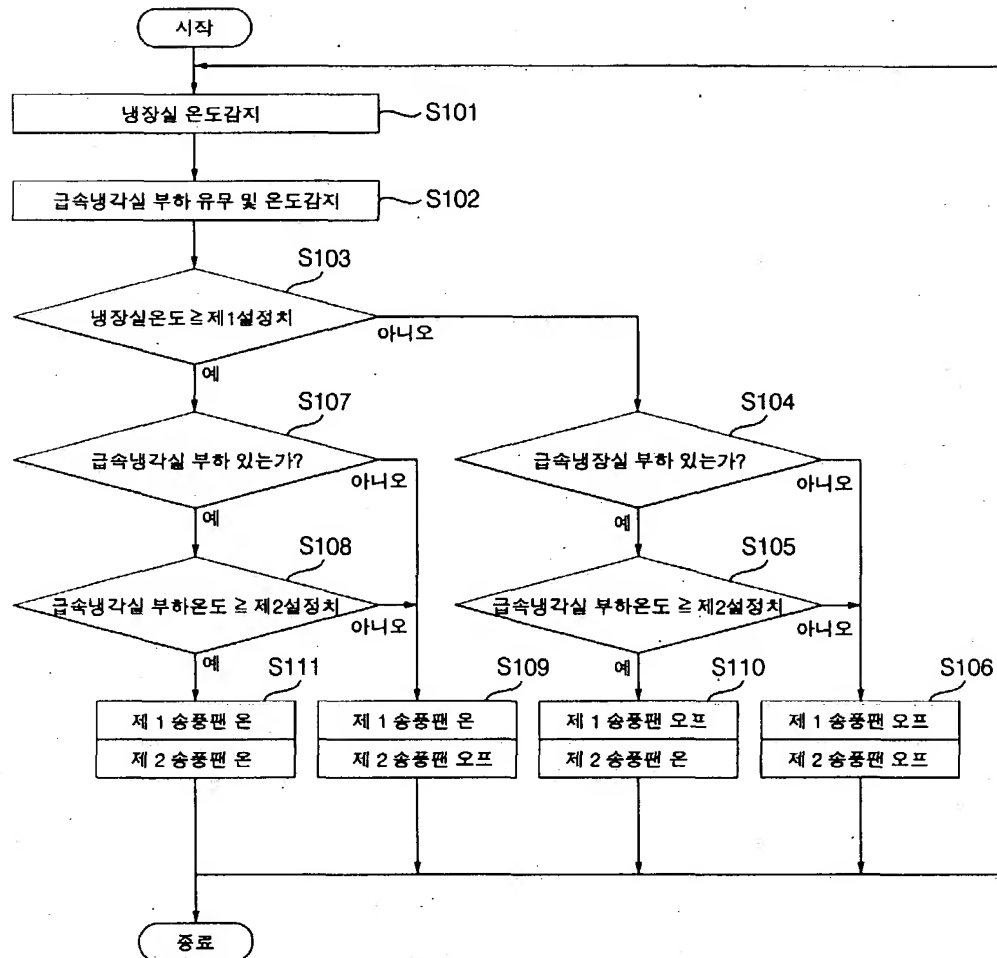 시작
냉장실 온도감지
S101
급속냉각실 부하 유무 및 온도감지
S102
S103
냉장실온도≧제1설정치
아니오
예
S107
S104
급속냉각실 부하 있는가?
급속냉장실 부하 있는가?
아니오
아니오
예
예
S108
S105
급속냉각실 부하온도 ≧ 제2설정치
급속냉각실 부하온도 ≧ 제2설정치
아니오
아니오
예
예
S111
S109
S110
S106
제 1 송풍팬 온
제 1 송풍팬 온
제 1 송풍팬 오프
제 1 송풍팬 오프
제 2 송풍팬 온
제 2 송풍팬 오프
제 2 송풍팬 온
제 2 송풍팬 오프
종료